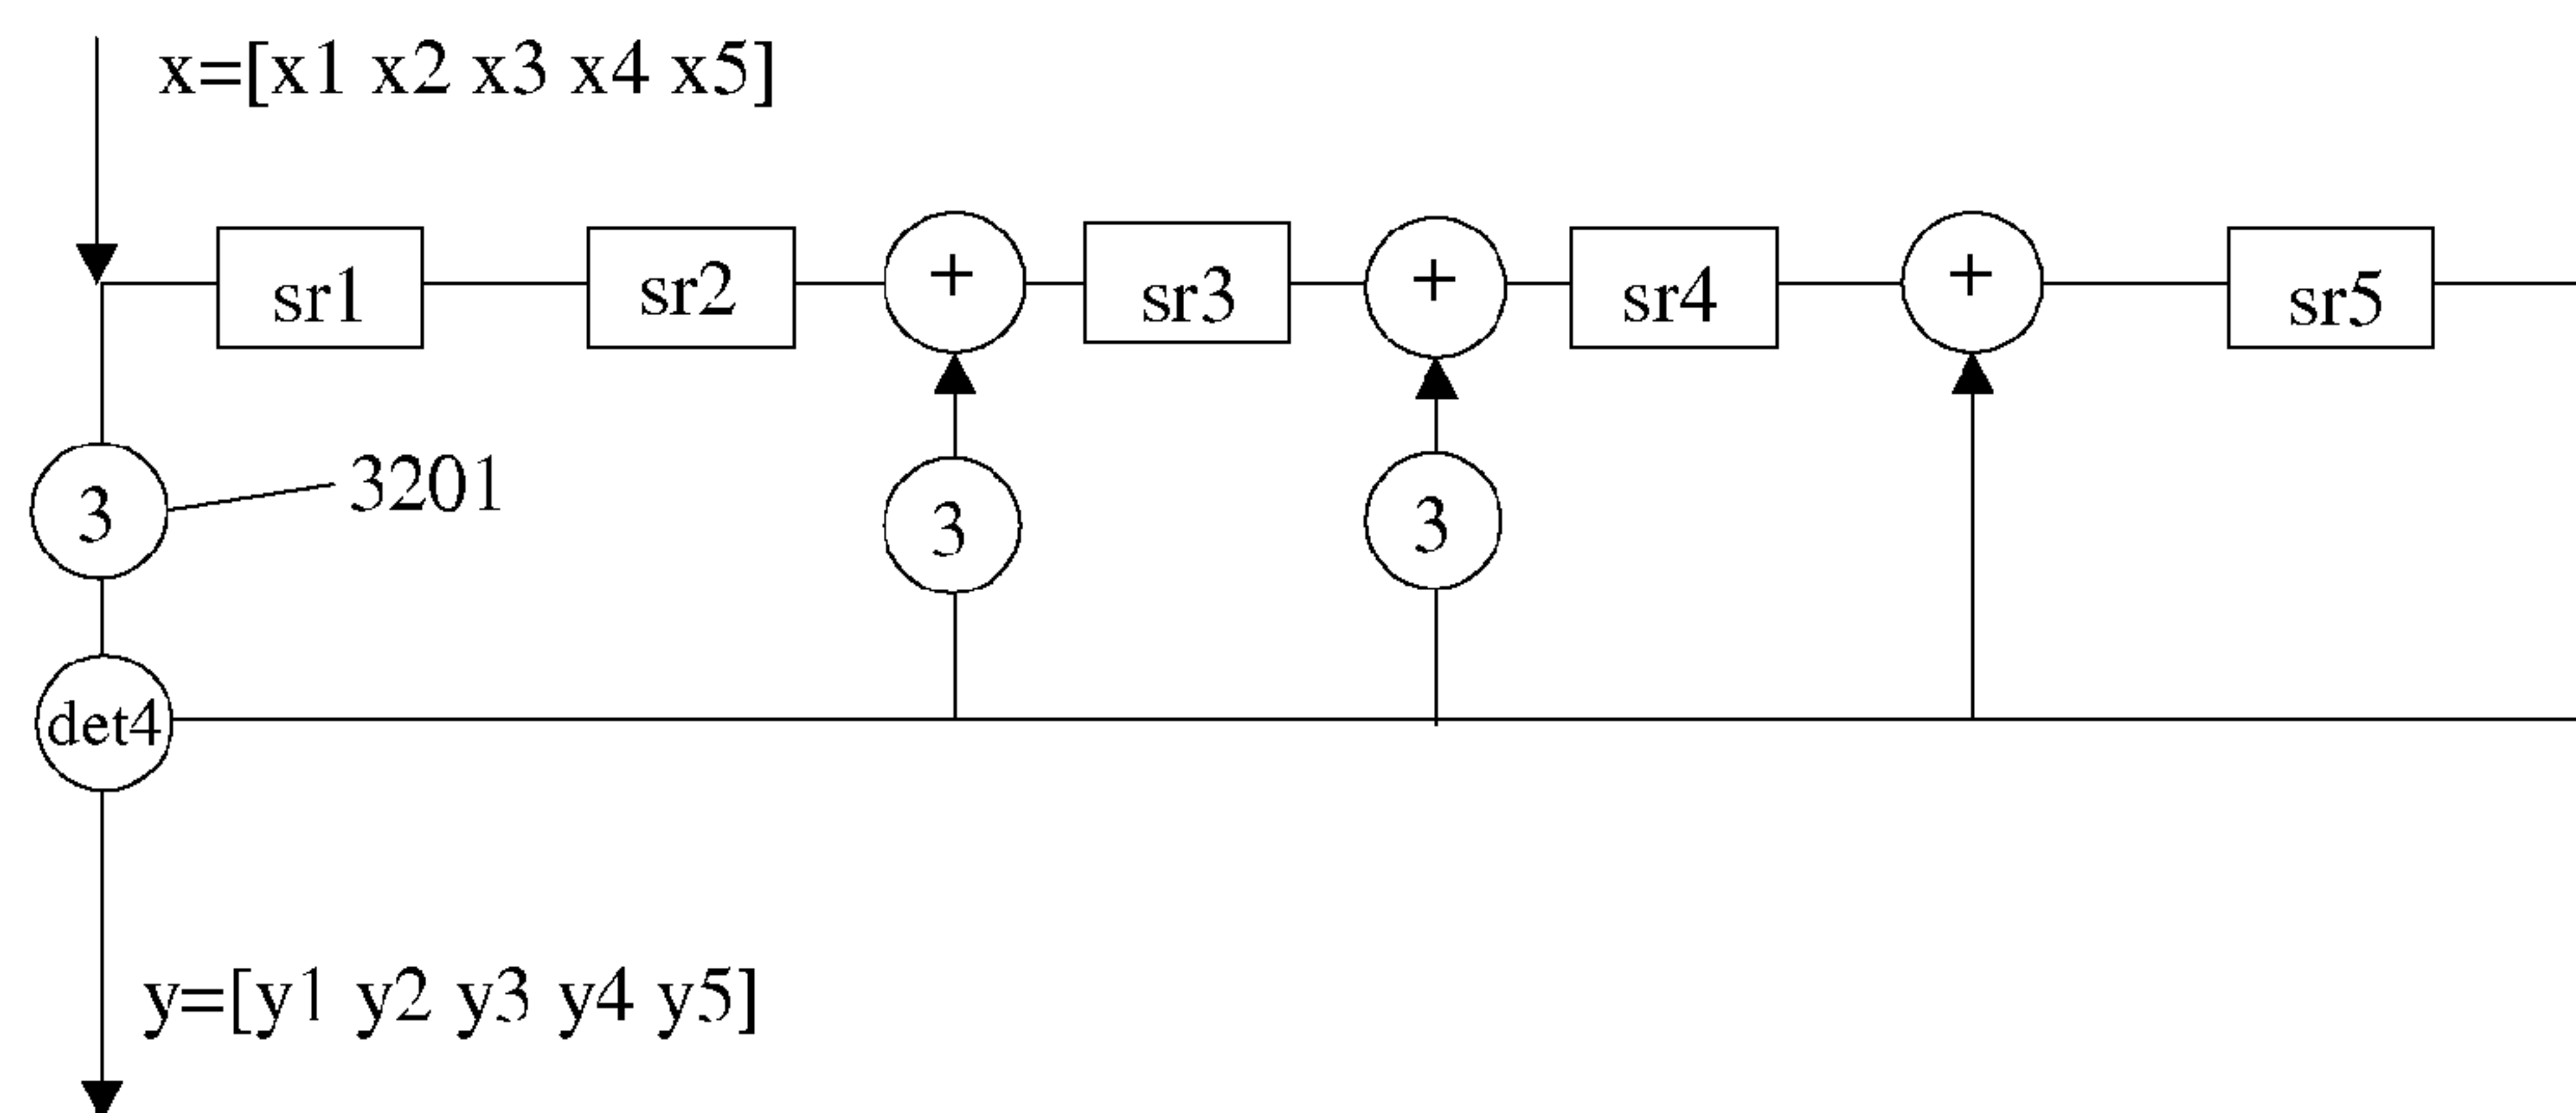 x=[x1 x2 x3 x4 x5]
sr1 sr2 + sr3 + sr4 + sr5
3 3201 3 3
det4
y=[y1 y2 y3 y4 y5]